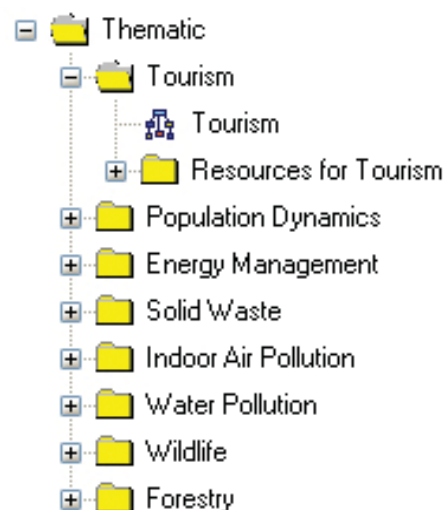 Thematic
Tourism
Tourism
Resources for Tourism
Population Dynamics
Energy Management
Solid Waste
Indoor Air Pollution
Water Pollution
Wildlife
Forestry